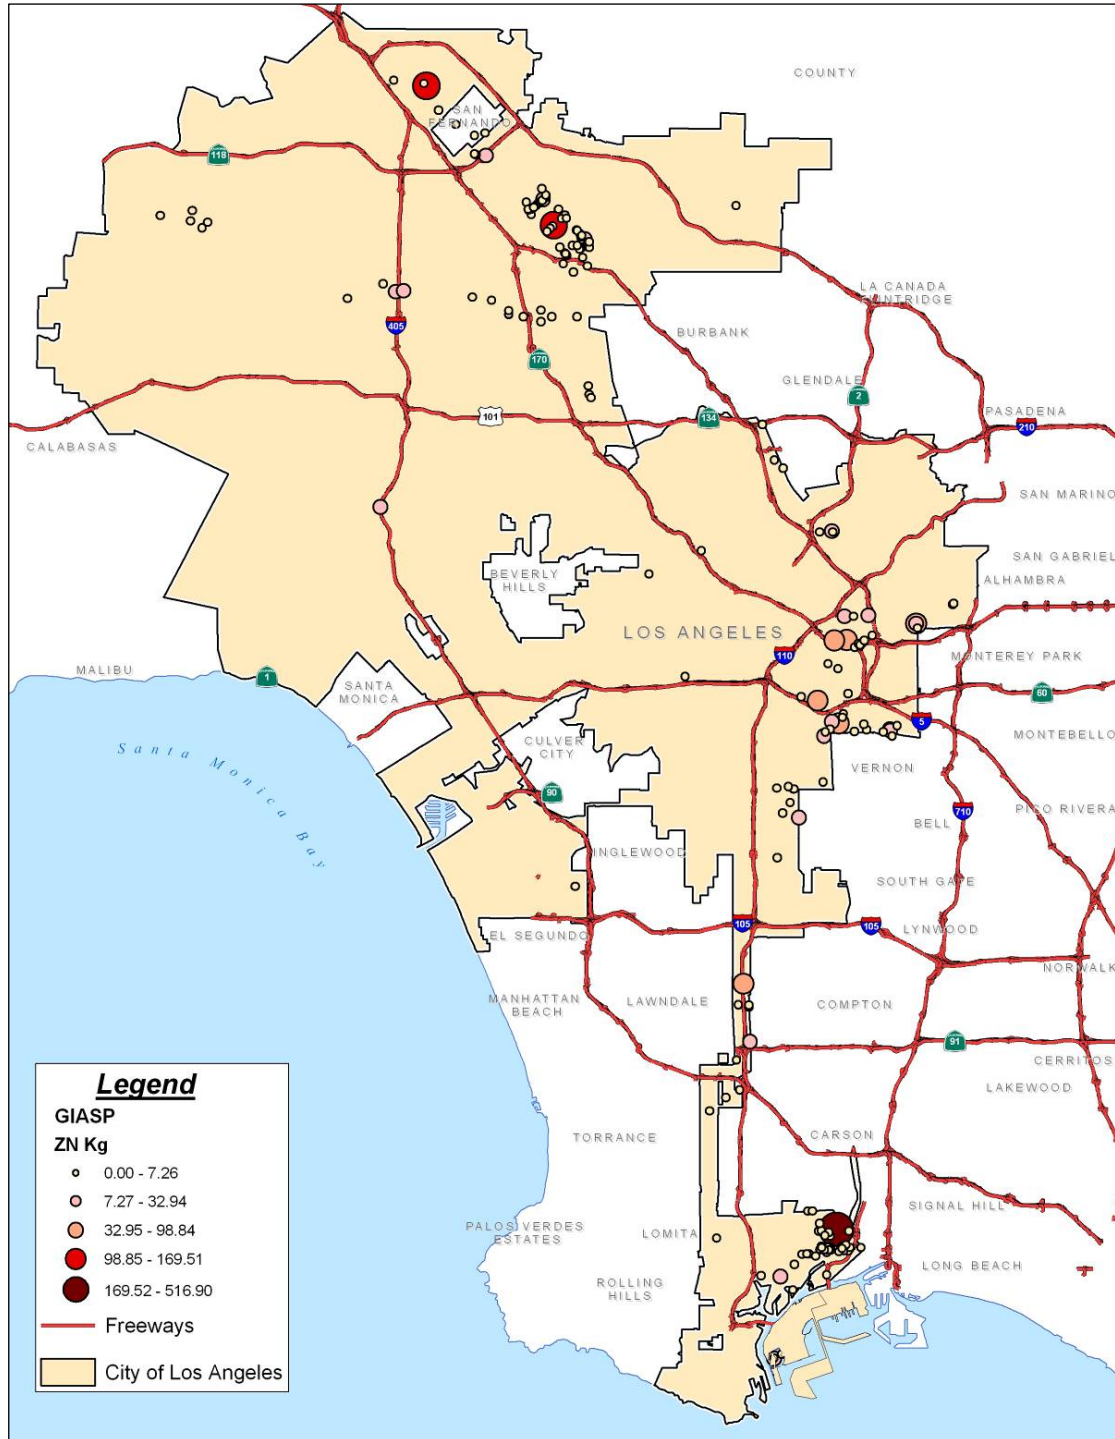 COUNTY
SAN
FERNANDO
118
LA CANADA
FLINTRIDGE
405
BURBANK
170
GLENDALE
2
101
134
PASADENA
210
CALABASAS
SAN MARINO
SAN GABRIEL
BEVERLY
HILLS
ALHAMBRA
LOS ANGELES
110
MONTEREY PARK
MALIBU
1
SANTA
MONICA
60
5
MONTEBELLO
Santa Monica Bay
CULVER
CITY
VERNON
90
710
PICO RIVERA
BELL
INGLEWOOD
SOUTH GATE
105
105
LYNWOOD
EL SEGUNDO
NORWALK
MANHATTAN
BEACH
LAWNDALE
COMPTON
91
CERRITOS
LAKEWOOD
Legend
GIASP
ZN Kg
0.00 - 7.26
7.27 - 32.94
32.95 - 98.84
98.85 - 169.51
169.52 - 516.90
Freeways
City of Los Angeles
TORRANCE
CARSON
SIGNAL HILL
PALOS VERDES
ESTATES
LOMITA
LONG BEACH
ROLLING
HILLS